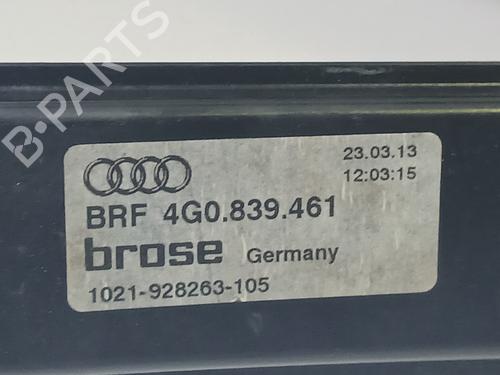 B-PARTS
23.03.13
12:03:15
BRF 4G0.839.461
brose Germany
1021-928263-105